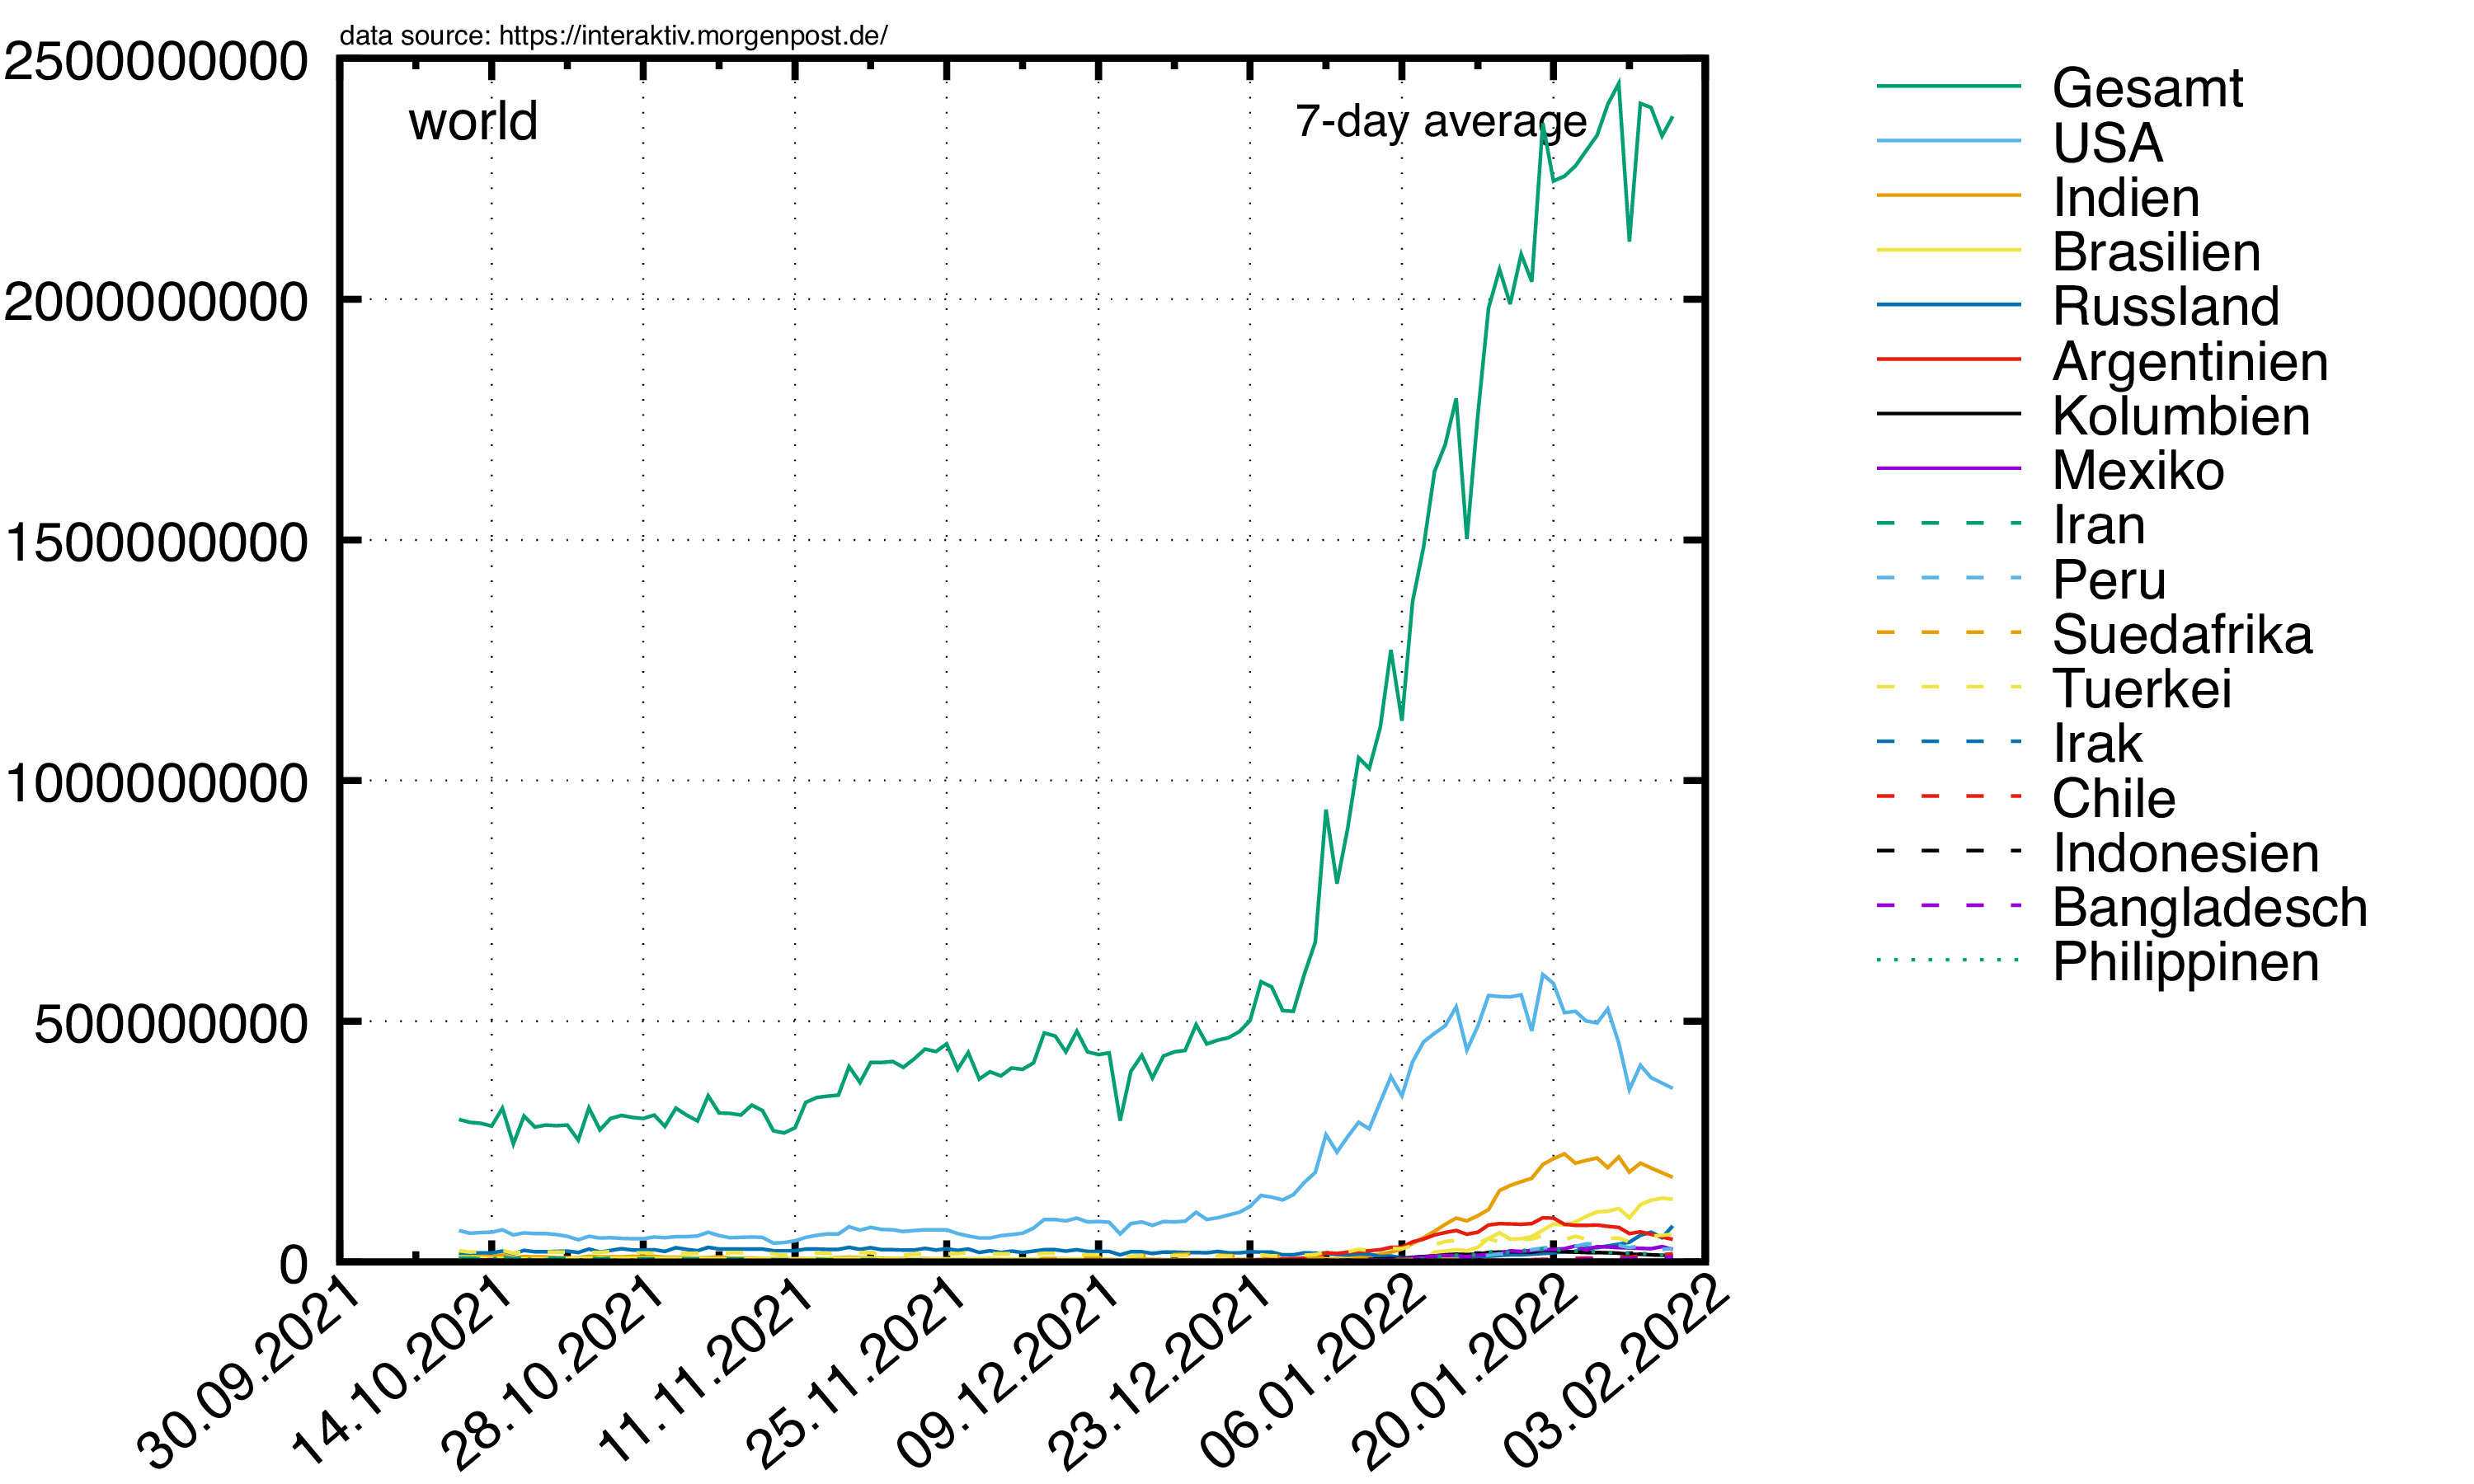 data source: https://interaktiv.morgenpost.de/
world
7-day average
2500000000
2000000000
1500000000
1000000000
500000000
0
30.09.2021
14.10.2021
28.10.2021
11.11.2021
25.11.2021
09.12.2021
23.12.2021
06.01.2022
20.01.2022
03.02.2022
Gesamt
USA
Indien
Brasilien
Russland
Argentinien
Kolumbien
Mexiko
Iran
Peru
Suedafrika
Tuerkei
Irak
Chile
Indonesien
Bangladesch
Philippinen